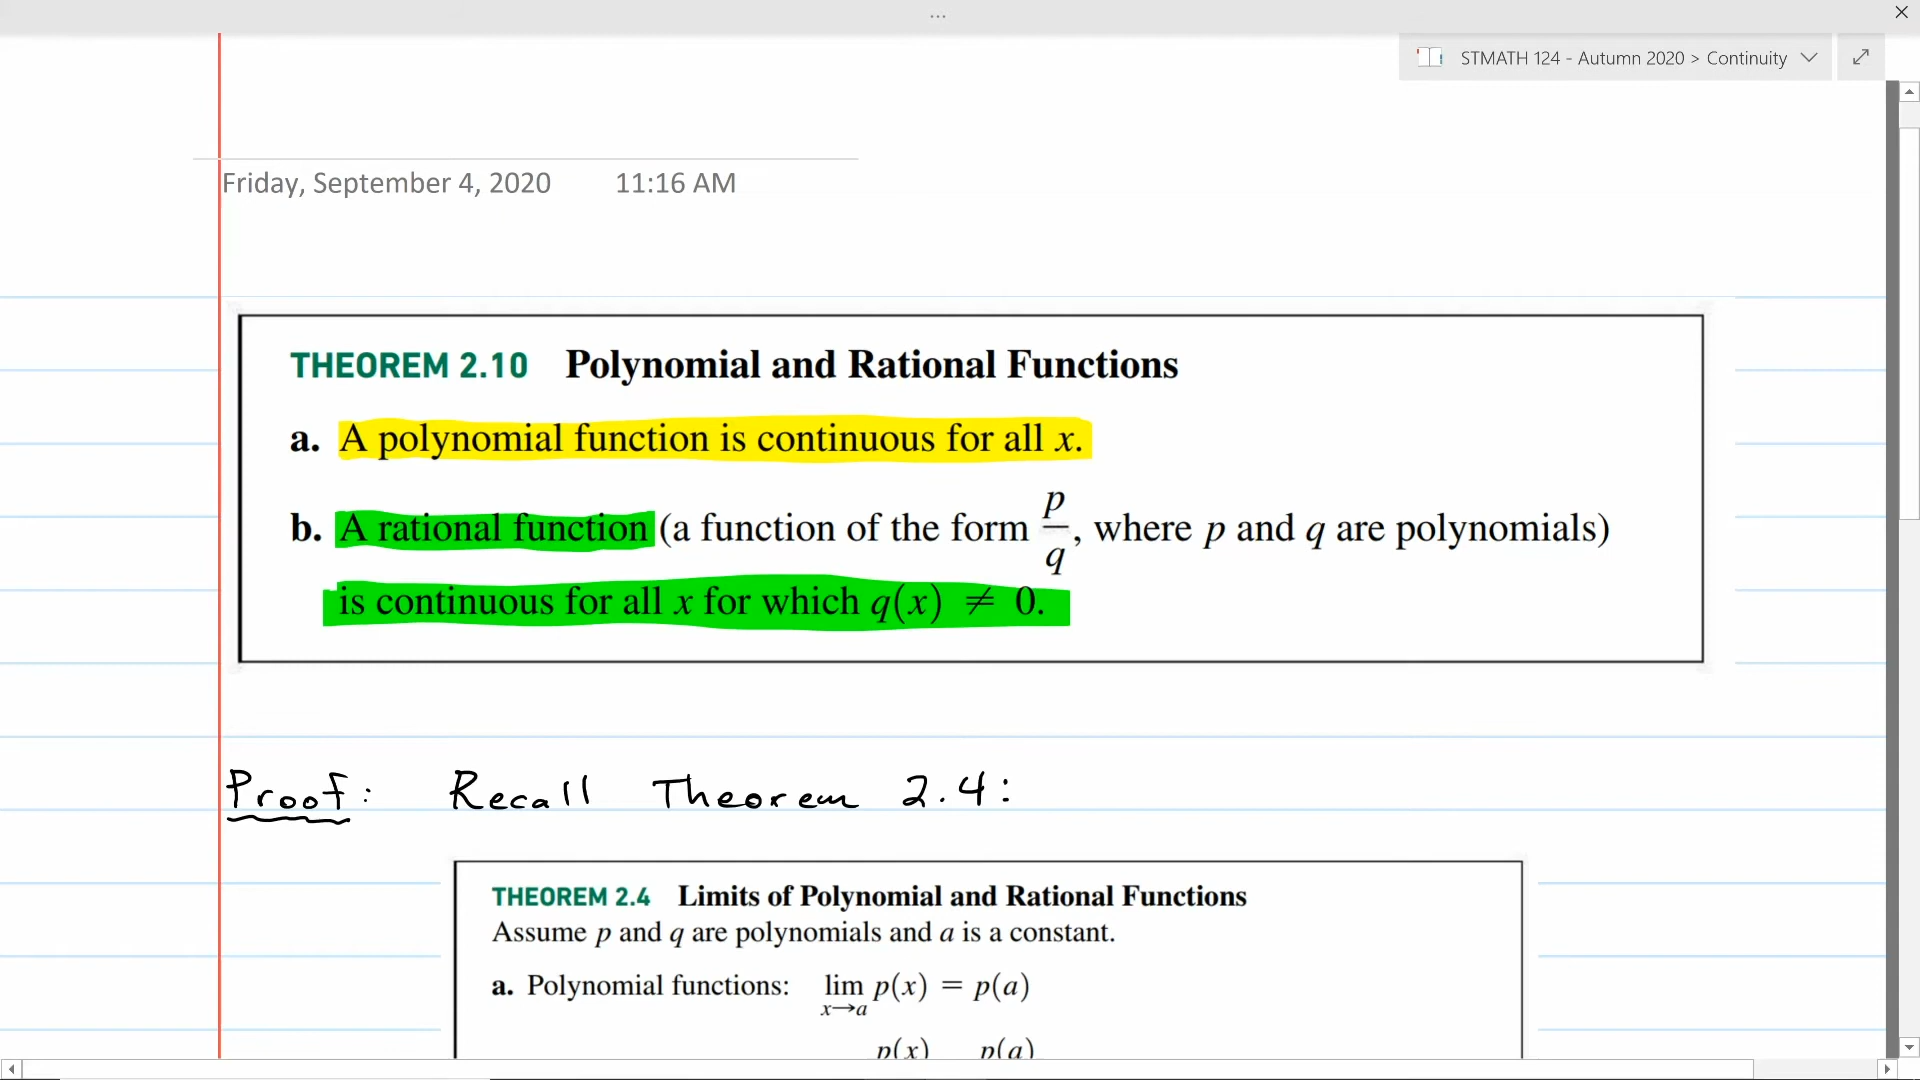 ...
STMATH 124 - Autumn 2020 > Continuity
Friday, September 4, 2020 11:16 AM
THEOREM 2.10 Polynomial and Rational Functions
a. A polynomial function is continuous for all x.
b. A rational function (a function of the form p/q, where p and q are polynomials)
is continuous for all x for which q(x) ≠ 0.
Proof: Recall Theorem 2.4:
THEOREM 2.4 Limits of Polynomial and Rational Functions
Assume p and q are polynomials and a is a constant.
a. Polynomial functions: lim p(x) = p(a)
x→a
p(x) p(a)